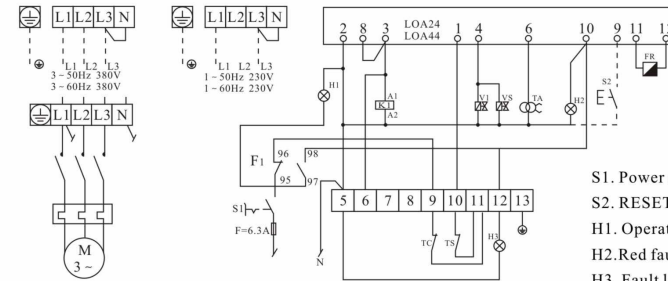 L1 L2 L3 N
L1 L2 L3
3～50Hz 380V
3～60Hz 380V
L1 L2 L3 N
M
3～
L1 L2 L3 N
L1 L2 L3
1～50Hz 230V
1～60Hz 230V
LOA24
LOA44
2 8 3 1 4 6 10 9 11 12
FR
H1
A1
K1
A2
V1
VS
TA
H2
S2
F1
96
98
95
97
S1
F=6.3A
N
5 6 7 8 9 10 11 12 13
TC
TS
H3
S1. Power
S2. RESET
H1. Operat
H2.Red fau
H3. Fault l